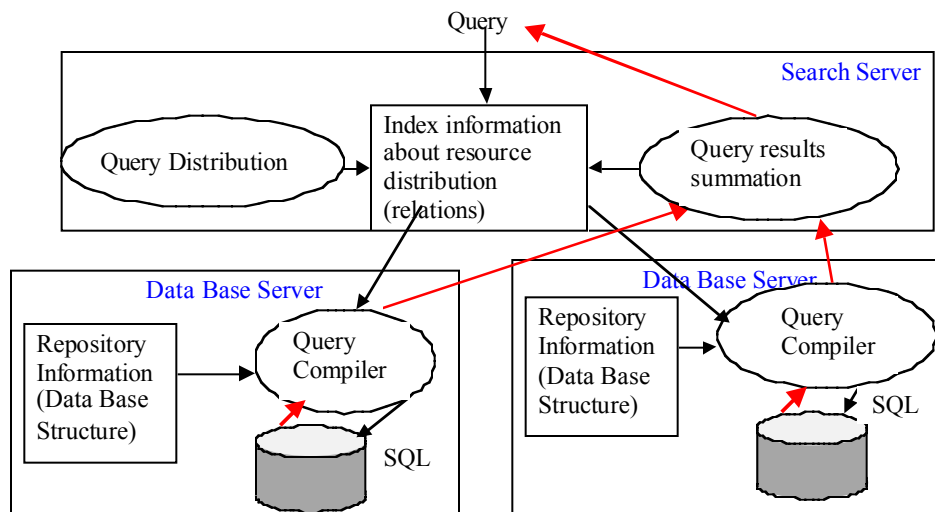 Query
Search Server
Query Distribution
Index information
about resource
distribution
(relations)
Query results
summation
Data Base Server
Repository
Information
(Data Base
Structure)
Query
Compiler
SQL
Data Base Server
Repository
Information
(Data Base
Structure)
Query
Compiler
SQL